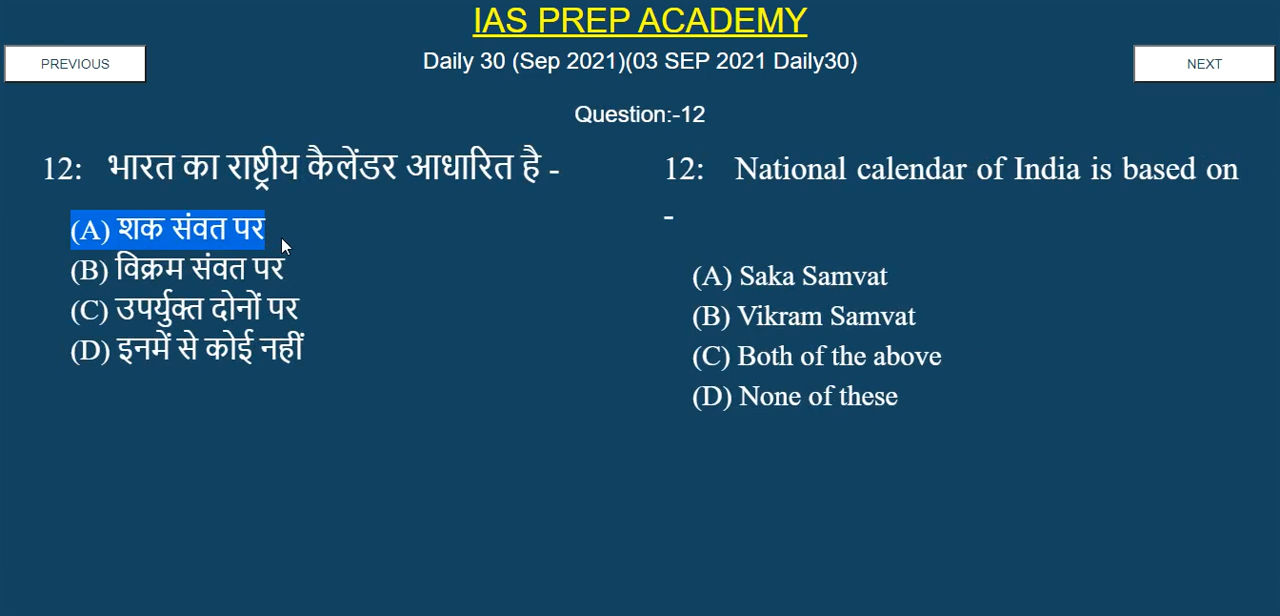 IAS PREP ACADEMY
PREVIOUS
Daily 30 (Sep 2021)(03 SEP 2021 Daily30)
NEXT
Question:-12
12: भारत का राष्ट्रीय कैलेंडर आधारित है -
(A) शक संवत पर
(B) विक्रम संवत पर
(C) उपर्युक्त दोनों पर
(D) इनमें से कोई नहीं
12: National calendar of India is based on
-
(A) Saka Samvat
(B) Vikram Samvat
(C) Both of the above
(D) None of these